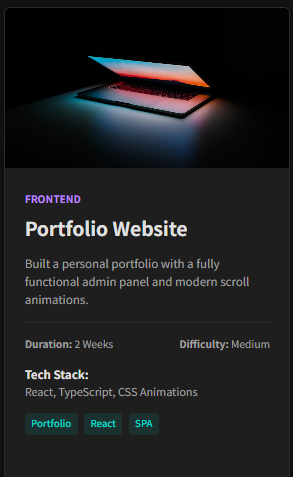 FRONTEND
Portfolio Website
Built a personal portfolio with a fully
functional admin panel and modern scroll
animations.
Duration: 2 Weeks Difficulty: Medium
Tech Stack:
React, TypeScript, CSS Animations
Portfolio React SPA